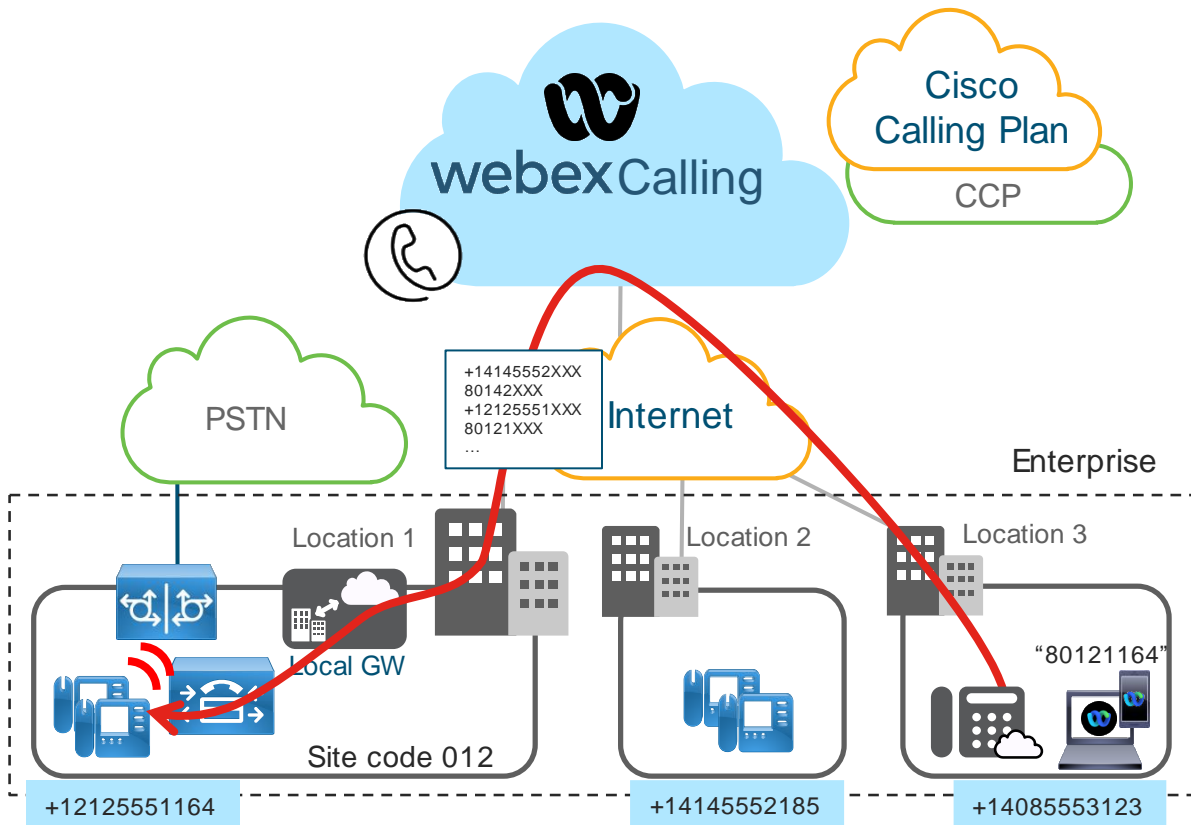 Cisco
Calling Plan
CCP
webex Calling
PSTN
+14145552XXX
80142XXX
+12125551XXX
80121XXX
...
Internet
Enterprise
Location 1
Location 2
Location 3
Local GW
“80121164”
Site code 012
+12125551164
+14145552185
+14085553123